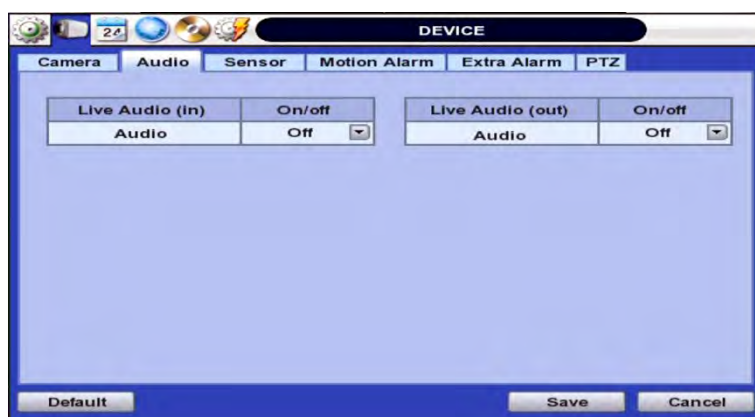 24
DEVICE
Camera Audio Sensor Motion Alarm Extra Alarm PTZ
Live Audio (in) On/off Live Audio (out) On/off
Audio Off Audio Off
Default Save Cancel